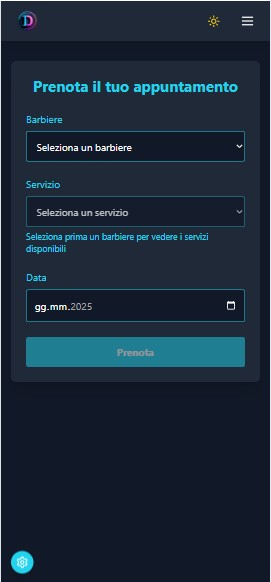 D
Prenota il tuo appuntamento
Barbiere
Seleziona un barbiere
Servizio
Seleziona un servizio
Seleziona prima un barbiere per vedere i servizi
disponibili
Data
gg.mm.2025
Prenota